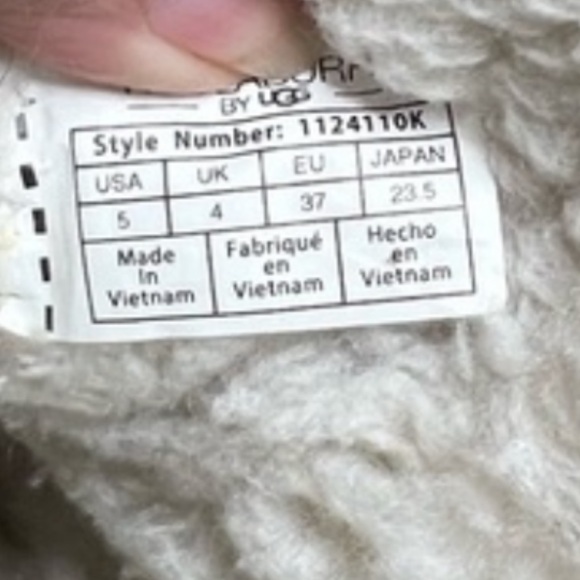 BY UGG
Style Number: 1124110K
USA UK EU JAPAN
5 4 37 23.5
Made In Vietnam
Fabriqué en Vietnam
Hecho en Vietnam